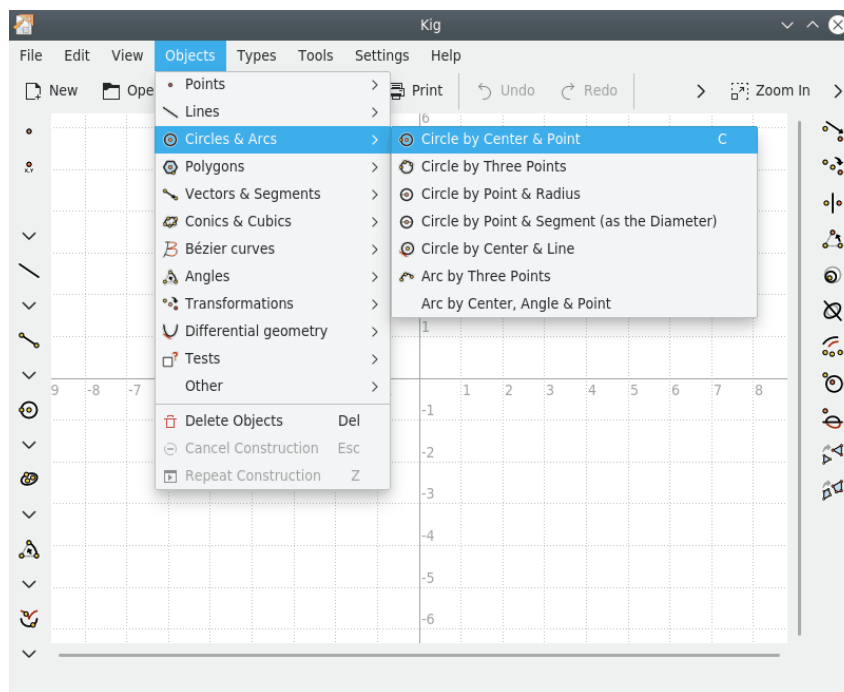 Kig
File Edit View Objects Types Tools Settings Help
New Ope Print Undo Redo Zoom In
Points
Lines
Circles & Arcs
Polygons
Vectors & Segments
Conics & Cubics
Bézier curves
Angles
Transformations
Differential geometry
Tests
Other
Delete Objects Del
Cancel Construction Esc
Repeat Construction Z
Circle by Center & Point C
Circle by Three Points
Circle by Point & Radius
Circle by Point & Segment (as the Diameter)
Circle by Center & Line
Arc by Three Points
Arc by Center, Angle & Point
X,Y
6
1
9 -8 -7 1 2 3 4 5 6 7 8
-1
-2
-3
-4
-5
-6